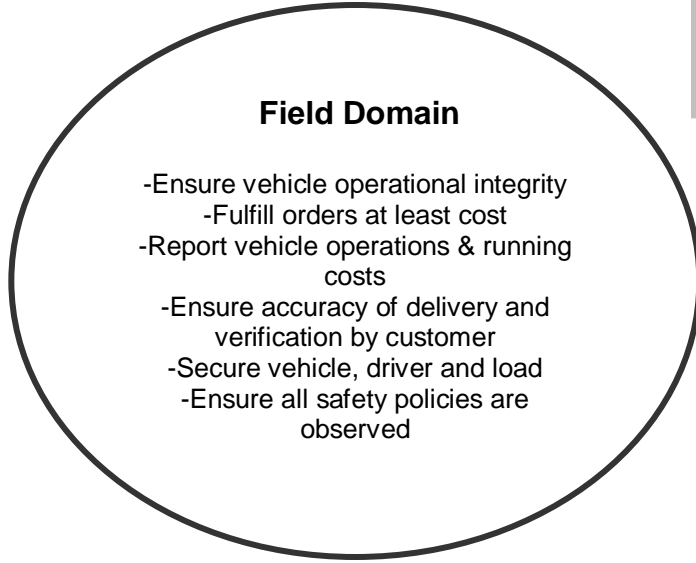 Field Domain
-Ensure vehicle operational integrity
-Fulfill orders at least cost
-Report vehicle operations & running
costs
-Ensure accuracy of delivery and
verification by customer
-Secure vehicle, driver and load
-Ensure all safety policies are
observed